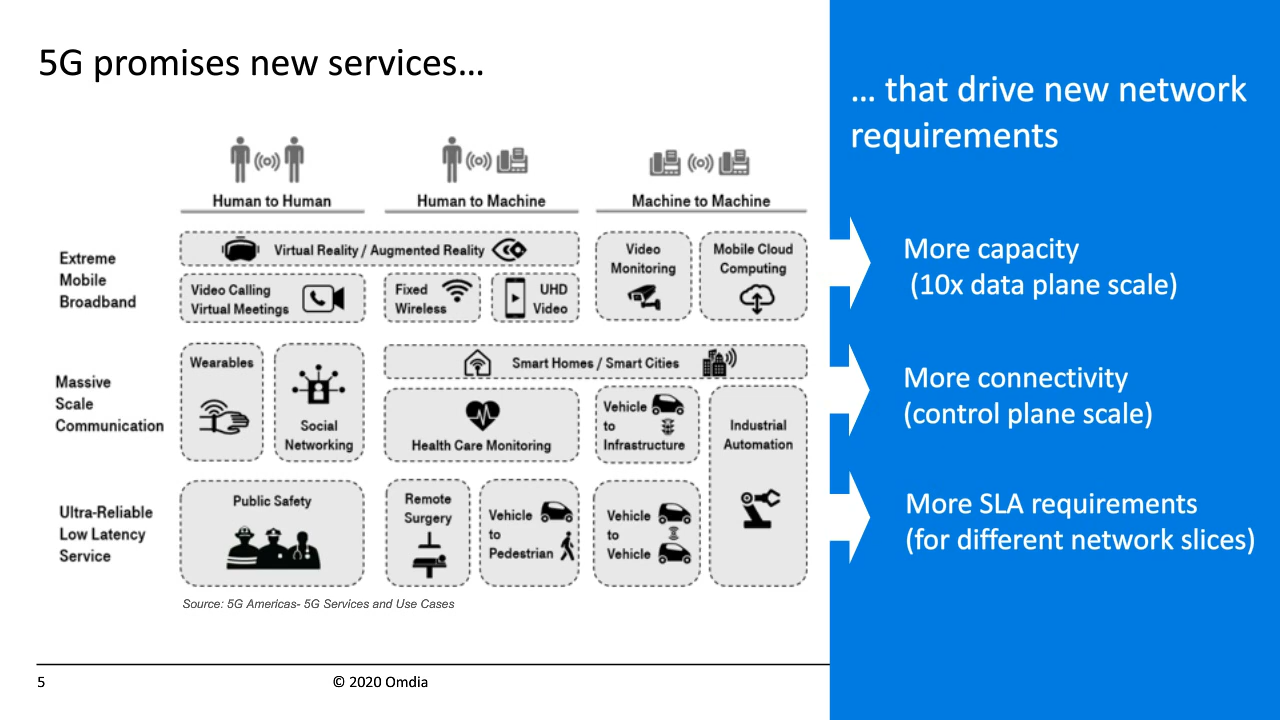 5G promises new services…
… that drive new network
requirements
Human to Human
Human to Machine
Machine to Machine
Extreme
Mobile
Broadband
Virtual Reality / Augmented Reality
Video Calling
Virtual Meetings
Fixed
Wireless
UHD
Video
Video
Monitoring
Mobile Cloud
Computing
More capacity
(10x data plane scale)
Massive
Scale
Communication
Wearables
Social
Networking
Smart Homes / Smart Cities
Health Care Monitoring
Vehicle
to
Infrastructure
Industrial
Automation
More connectivity
(control plane scale)
Ultra-Reliable
Low Latency
Service
Public Safety
Remote
Surgery
Vehicle
to
Pedestrian
Vehicle
to
Vehicle
More SLA requirements
(for different network slices)
Source: 5G Americas- 5G Services and Use Cases
5
© 2020 Omdia